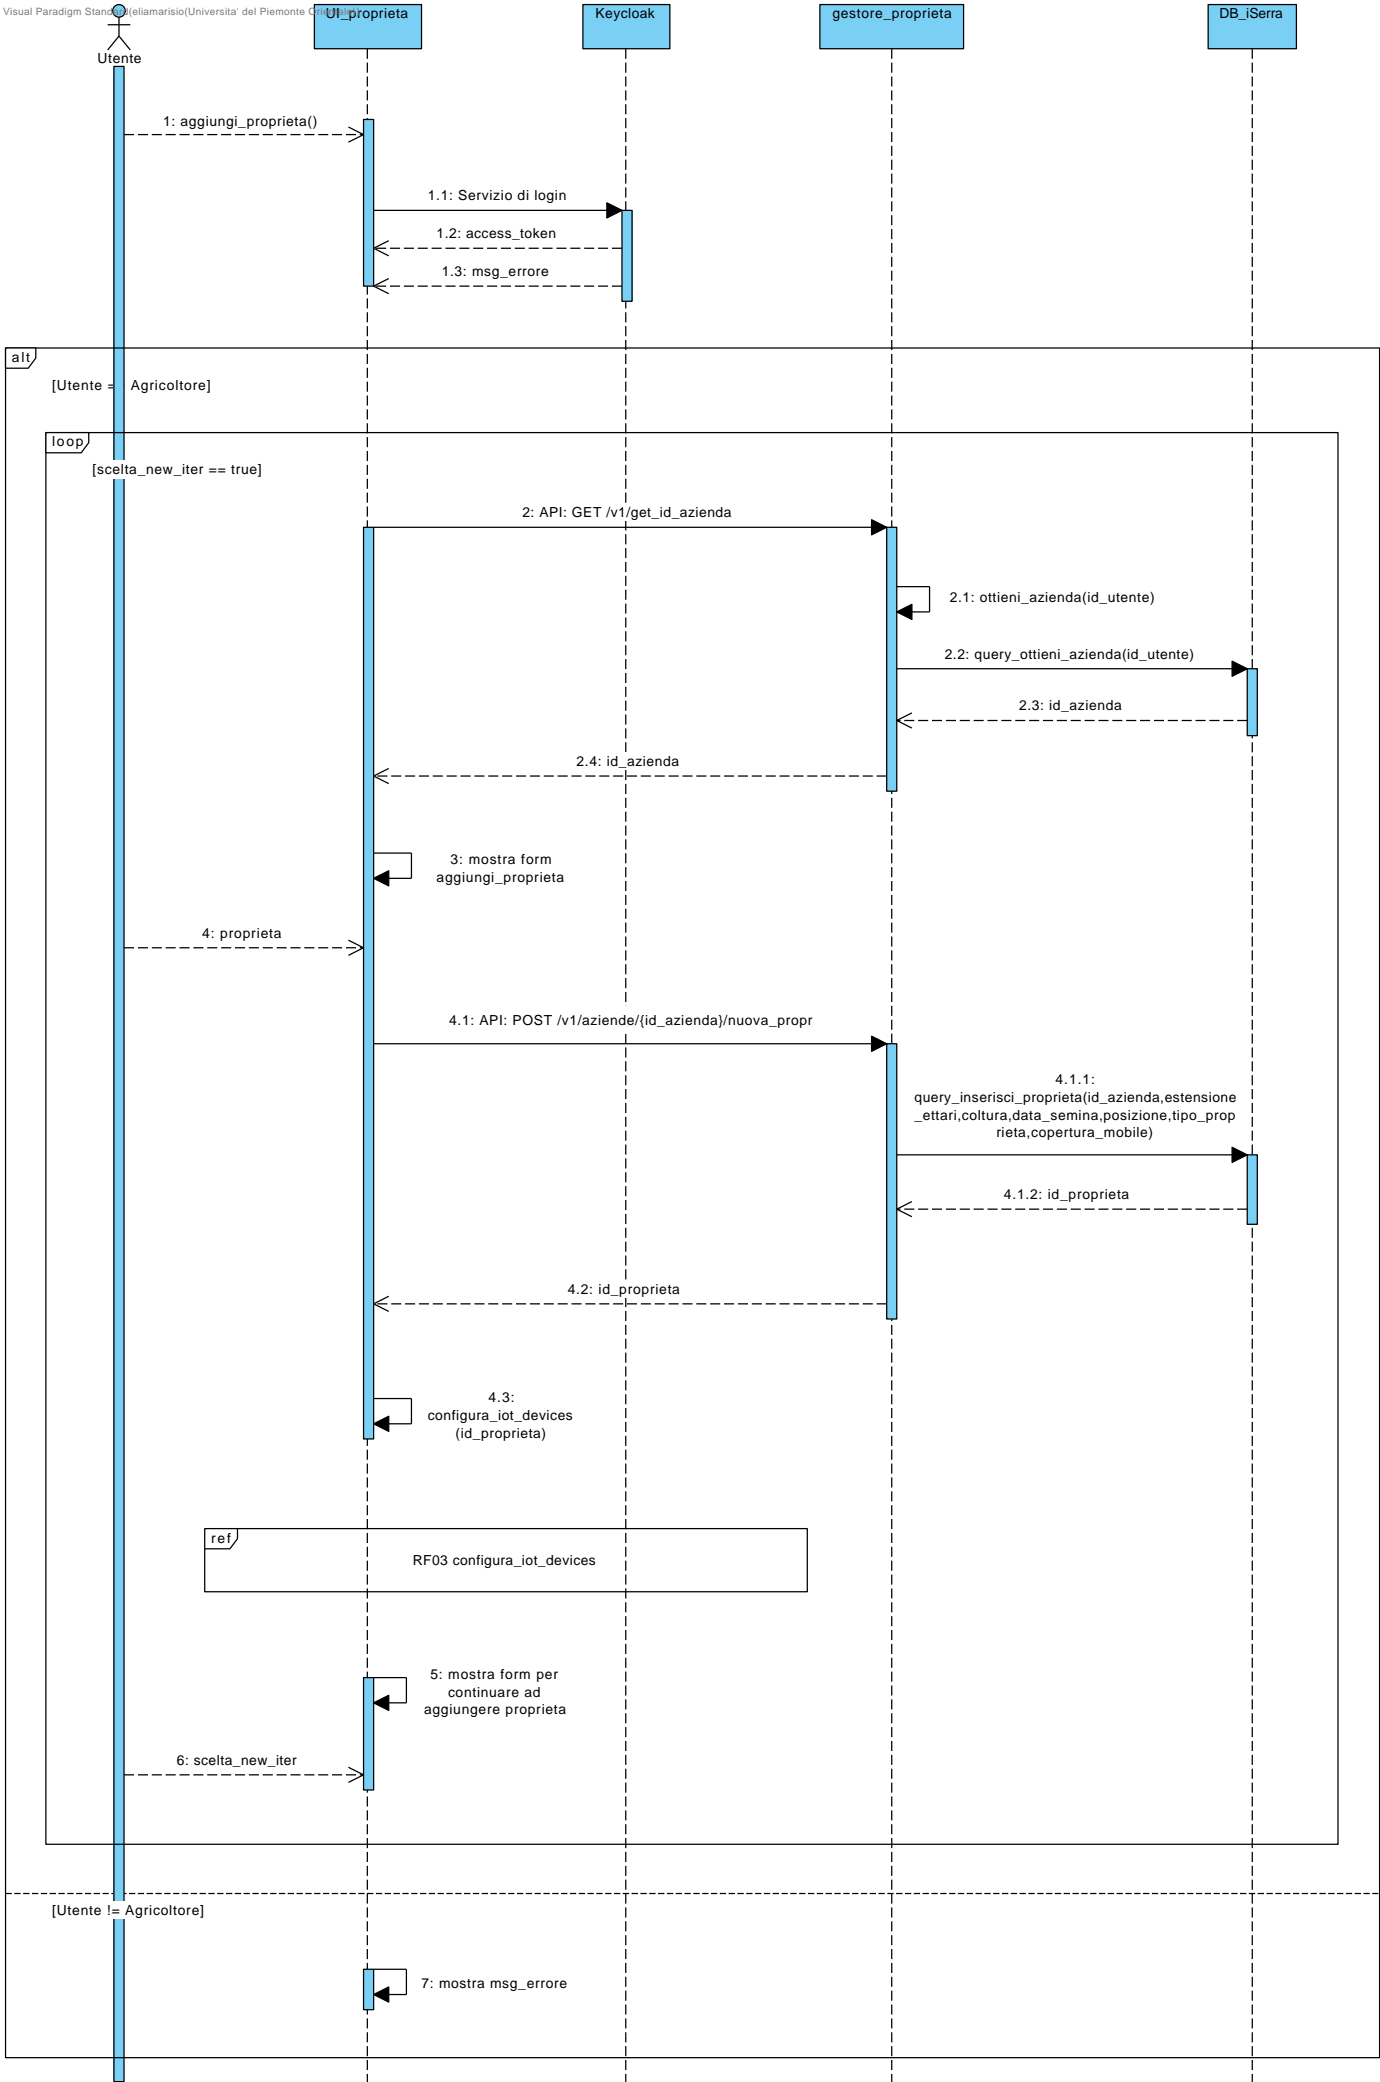 Visual Paradigm Standard(eliamarisio(Universita' del Piemonte Orientale))
UI_proprieta
Keycloak
gestore_proprieta
DB_iSerra
Utente
1: aggiungi_proprieta()
1.1: Servizio di login
1.2: access_token
1.3: msg_errore
alt
[Utente == Agricoltore]
loop
[scelta_new_iter == true]
2: API: GET /v1/get_id_azienda
2.1: ottieni_azienda(id_utente)
2.2: query_ottieni_azienda(id_utente)
2.3: id_azienda
2.4: id_azienda
3: mostra form
aggiungi_proprieta
4: proprieta
4.1: API: POST /v1/aziende/{id_azienda}/nuova_propr
4.1.1:
query_inserisci_proprieta(id_azienda,estensione
_ettari,coltura,data_semina,posizione,tipo_prop
rieta,copertura_mobile)
4.1.2: id_proprieta
4.2: id_proprieta
4.3:
configura_iot_devices
(id_proprieta)
ref
RF03 configura_iot_devices
5: mostra form per
continuare ad
aggiungere proprieta
6: scelta_new_iter
[Utente != Agricoltore]
7: mostra msg_errore